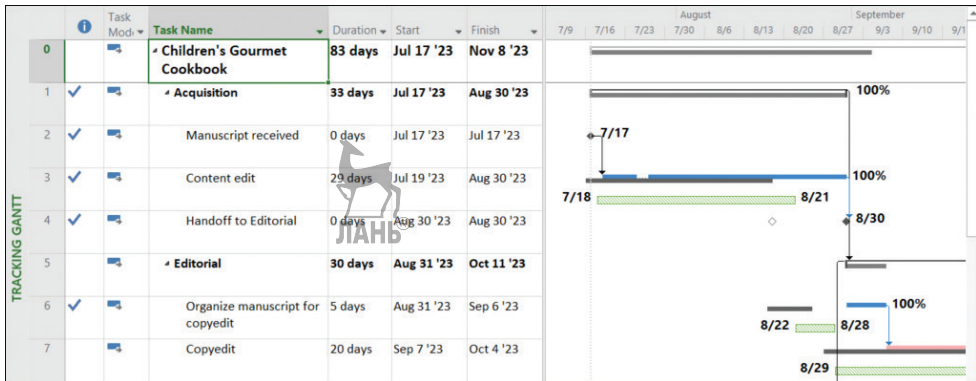 August September
Task Mode Task Name Duration Start Finish 7/9 7/16 7/23 7/30 8/6 8/13 8/20 8/27 9/3 9/10
0 Children's Gourmet 83 days Jul 17 '23 Nov 8 '23
Cookbook
1 Acquisition 33 days Jul 17 '23 Aug 30 '23 100%
2 Manuscript received 0 days Jul 17 '23 Jul 17 '23 7/17
3 Content edit 29 days Jul 19 '23 Aug 30 '23 100%
7/18 8/21
4 Handoff to Editorial 0 days Aug 30 '23 Aug 30 '23 8/30
ЛАНЬ®
5 Editorial 30 days Aug 31 '23 Oct 11 '23
6 Organize manuscript for 5 days Aug 31 '23 Sep 6 '23 100%
copyedit 8/22 8/28
7 Copyedit 20 days Sep 7 '23 Oct 4 '23
8/29
TRACKING GANTT